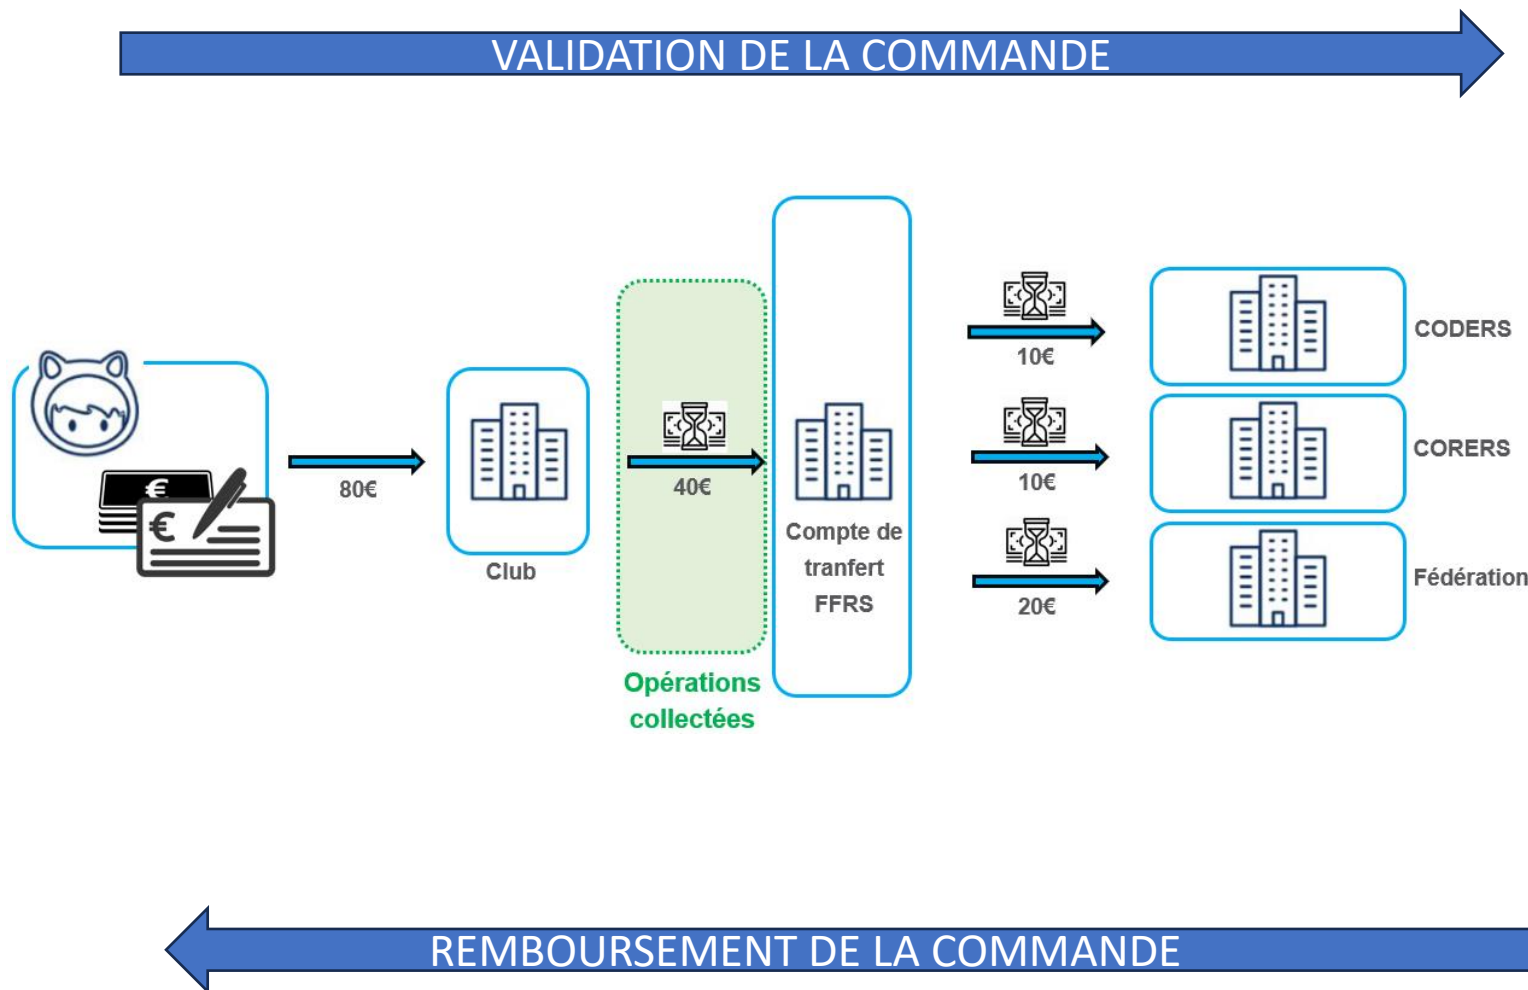 VALIDATION DE LA COMMANDE
€
€
80€
Club
40€
Opérations
collectées
Compte de
tranfert
FFRS
10€
CODERS
10€
CORERS
20€
Fédération
REMBOURSEMENT DE LA COMMANDE